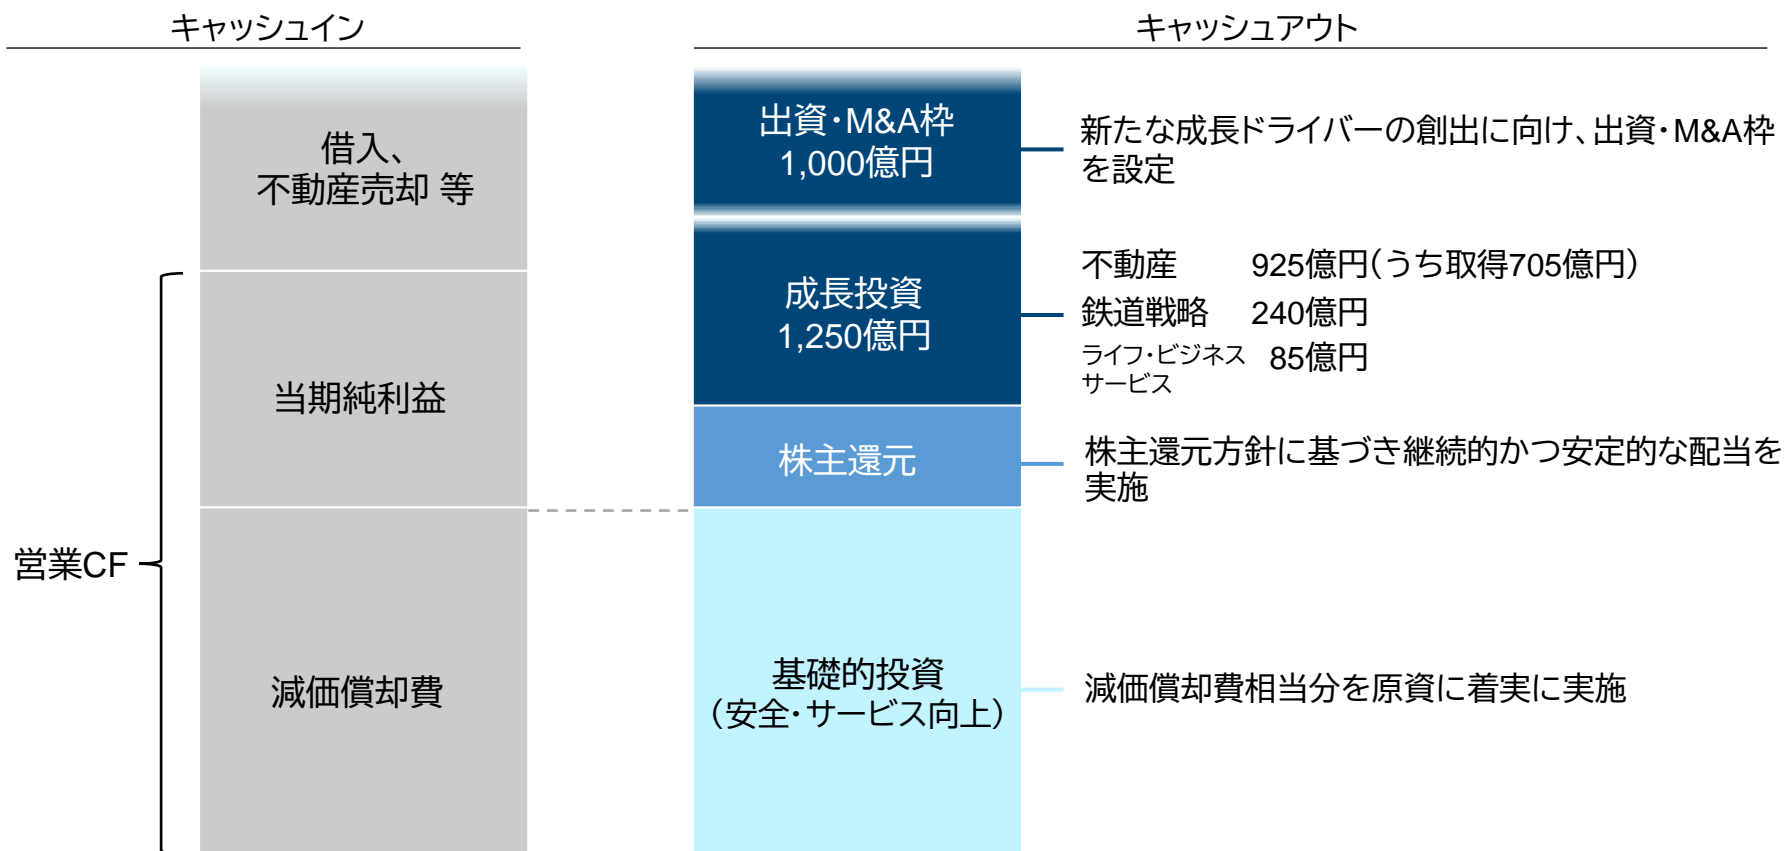 キャッシュイン
キャッシュアウト
借入、
不動産売却 等
当期純利益
減価償却費
営業CF
出資・M&A枠
1,000億円
新たな成長ドライバーの創出に向け、出資・M&A枠
を設定
成長投資
1,250億円
不動産 925億円(うち取得705億円)
鉄道戦略 240億円
ライフ・ビジネス 85億円
サービス
株主還元
株主還元方針に基づき継続的かつ安定的な配当を
実施
基礎的投資
(安全・サービス向上)
減価償却費相当分を原資に着実に実施